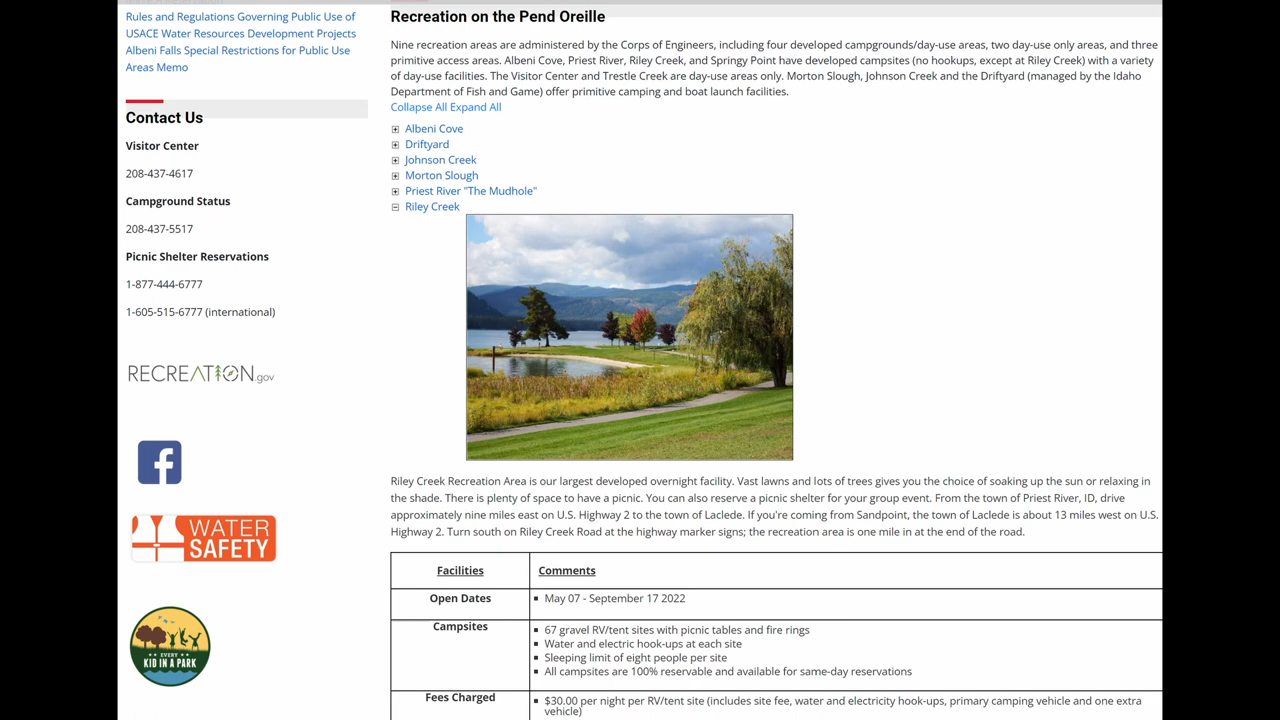 Rules and Regulations Governing Public Use of
USACE Water Resources Development Projects
Albeni Falls Special Restrictions for Public Use
Areas Memo
Contact Us
Visitor Center
208-437-4617
Campground Status
208-437-5517
Picnic Shelter Reservations
1-877-444-6777
1-605-515-6777 (international)
RECREATION.gov
WATER
SAFETY
EVERY
KID IN A PARK
Recreation on the Pend Oreille
Nine recreation areas are administered by the Corps of Engineers, including four developed campgrounds/day-use areas, two day-use only areas, and three
primitive access areas. Albeni Cove, Priest River, Riley Creek, and Springy Point have developed campsites (no hookups, except at Riley Creek) with a variety
of day-use facilities. The Visitor Center and Trestle Creek are day-use areas only. Morton Slough, Johnson Creek and the Driftyard (managed by the Idaho
Department of Fish and Game) offer primitive camping and boat launch facilities.
Collapse All Expand All
Albeni Cove
Driftyard
Johnson Creek
Morton Slough
Priest River "The Mudhole"
Riley Creek
Riley Creek Recreation Area is our largest developed overnight facility. Vast lawns and lots of trees gives you the choice of soaking up the sun or relaxing in
the shade. There is plenty of space to have a picnic. You can also reserve a picnic shelter for your group event. From the town of Priest River, ID, drive
approximately nine miles east on U.S. Highway 2 to the town of Laclede. If you're coming from Sandpoint, the town of Laclede is about 13 miles west on U.S.
Highway 2. Turn south on Riley Creek Road at the highway marker signs; the recreation area is one mile in at the end of the road.
Facilities Comments
Open Dates ▪ May 07 - September 17 2022
Campsites
▪ 67 gravel RV/tent sites with picnic tables and fire rings
▪ Water and electric hook-ups at each site
▪ Sleeping limit of eight people per site
▪ All campsites are 100% reservable and available for same-day reservations
Fees Charged ▪ $30.00 per night per RV/tent site (includes site fee, water and electricity hook-ups, primary camping vehicle and one extra
vehicle)